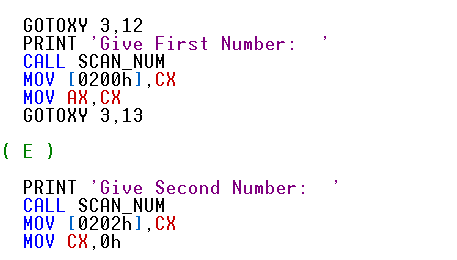 GOTOXY 3,12
PRINT 'Give First Number:  '
CALL SCAN_NUM
MOV [0200h],CX
MOV AX,CX
GOTOXY 3,13
( E )
PRINT 'Give Second Number:  '
CALL SCAN_NUM
MOV [0202h],CX
MOV CX,0h